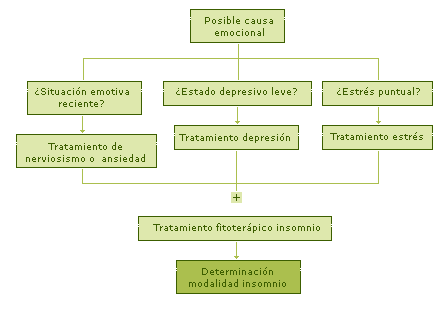 Posible causa
emocional
¿Situación emotiva
reciente?
¿Estado depresivo leve?
¿Estrés puntual?
Tratamiento de
nerviosismo o ansiedad
Tratamiento depresión
Tratamiento estrés
+
Tratamiento fitoterápico insomnio
Determinación
modalidad insomnio